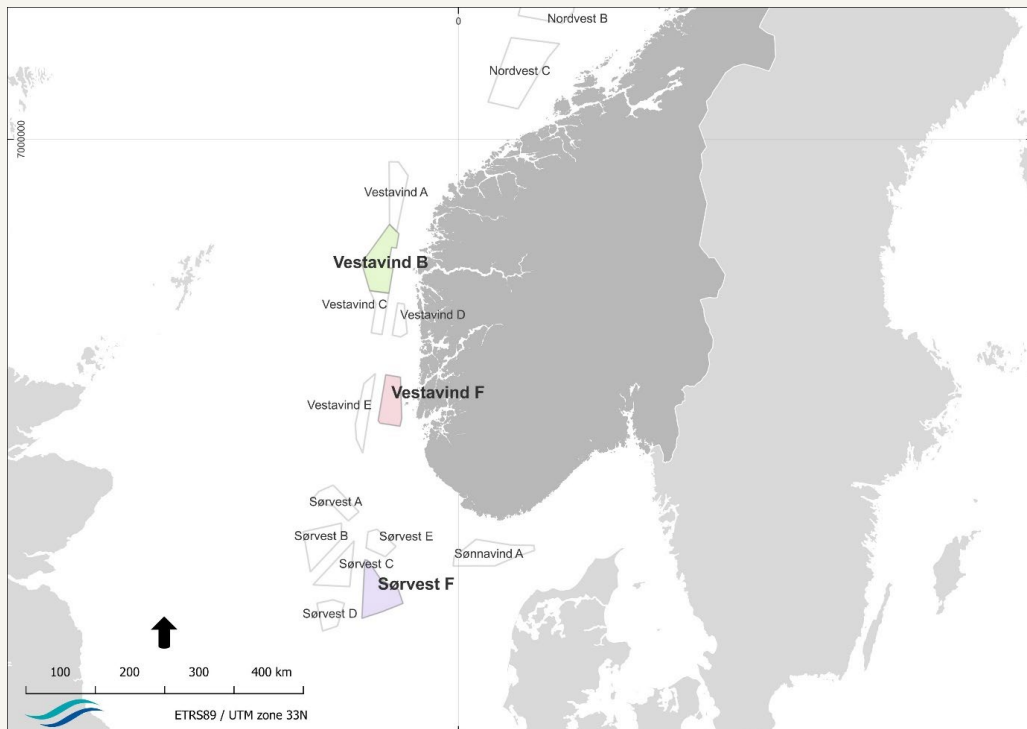 0
Nordvest B
Nordvest C
7000000
Vestavind A
Vestavind B
Vestavind C
Vestavind D
Vestavind F
Vestavind E
Sørvest A
Sørvest B
Sørvest E
Sønnavind A
Sørvest C
Sørvest F
Sørvest D
100 200 300 400 km
ETRS89 / UTM zone 33N